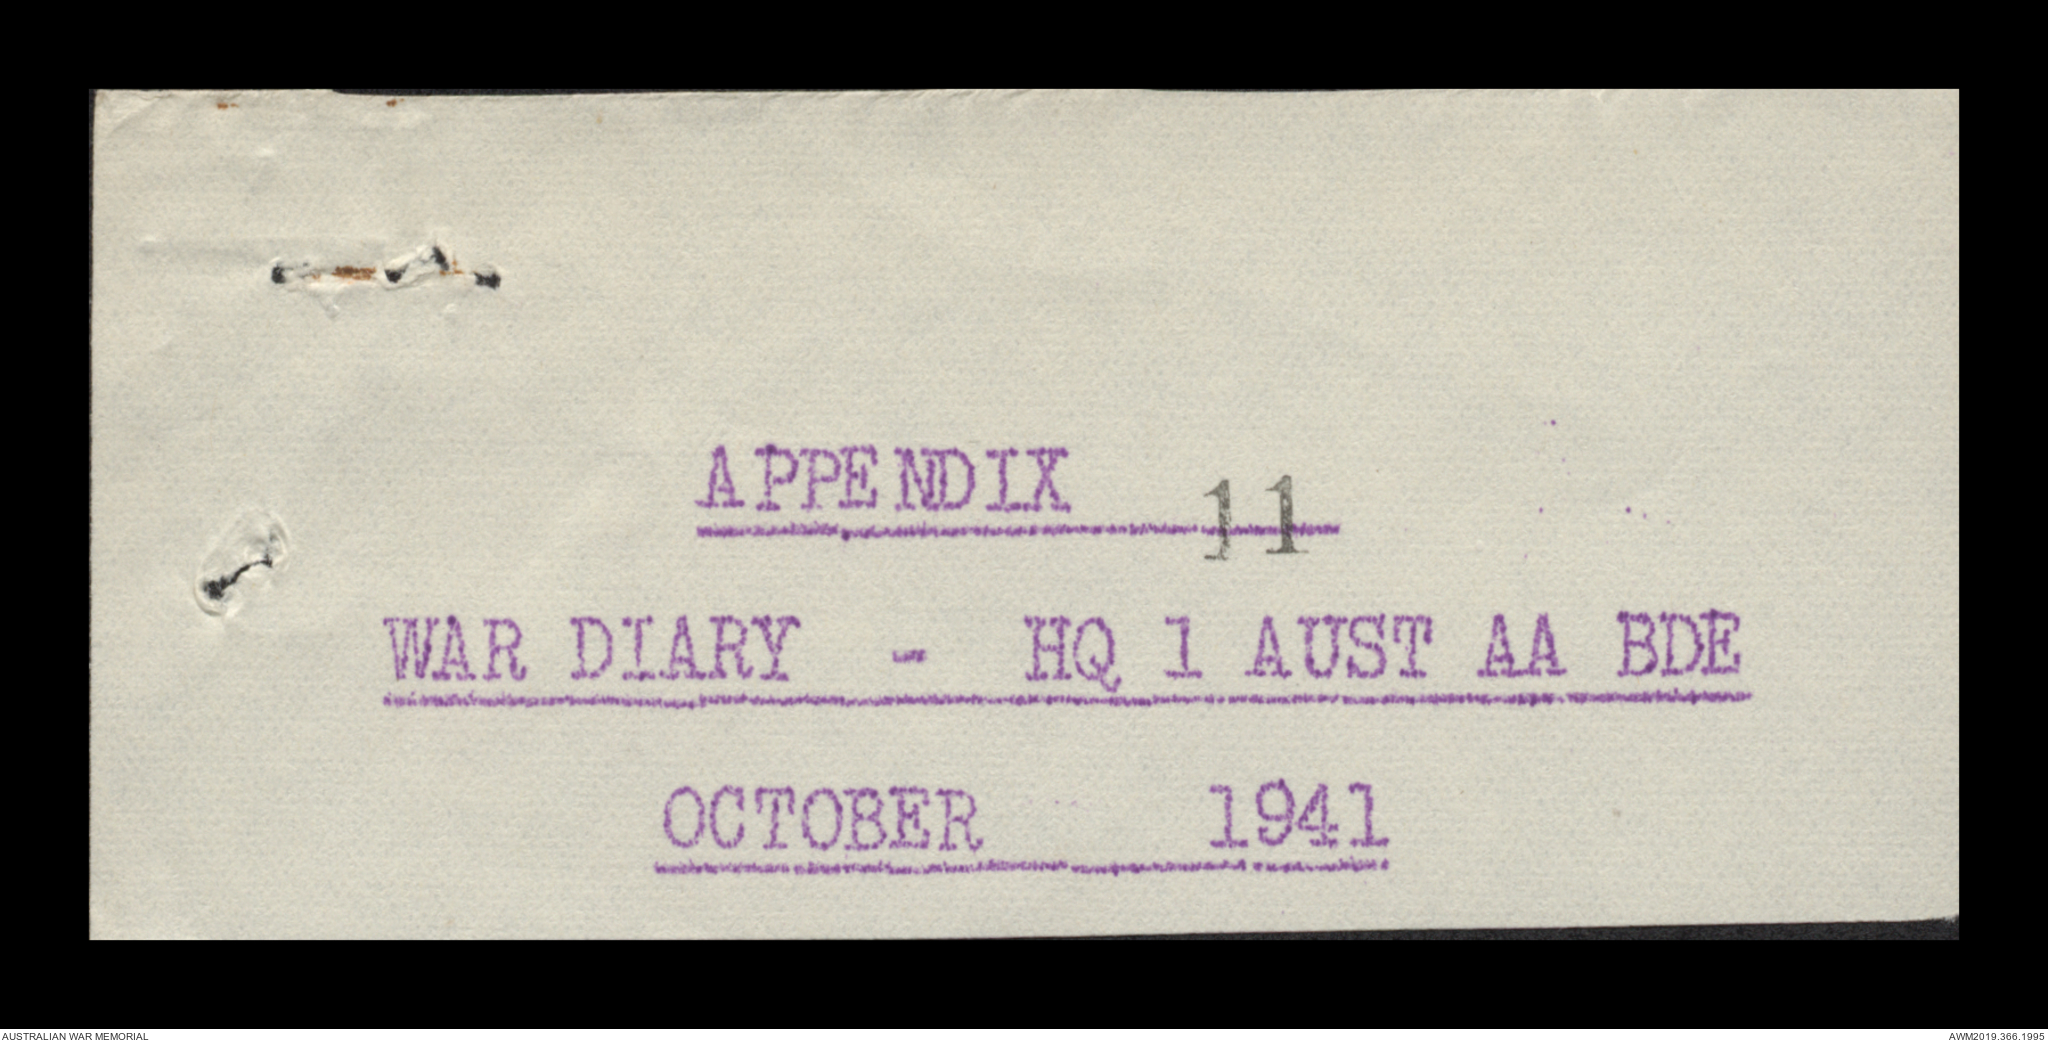 APPENDIX 11
WAR DIARY - HQ 1 AUST AA BDE
OCTOBER 1941
AUSTRALIAN WAR MEMORIAL
AWM2019.366.1995